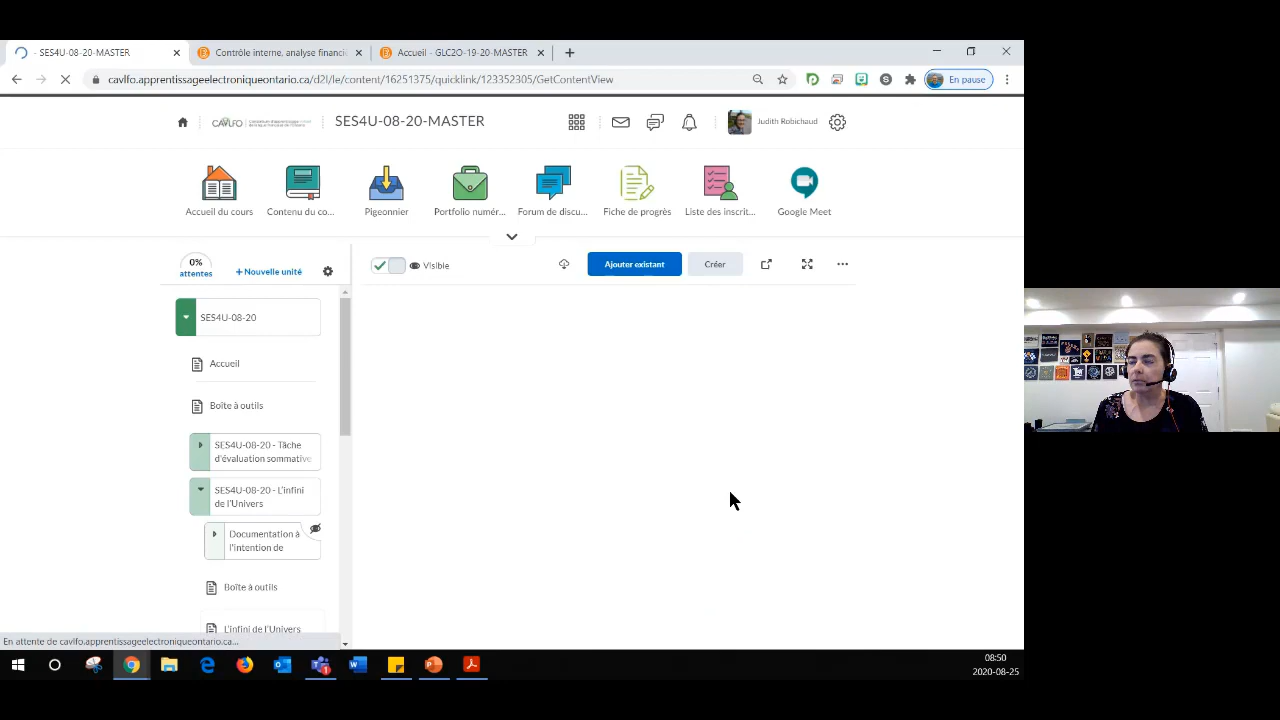 - SES4U-08-20-MASTER
Contrôle interne, analyse financi
Accueil - GLC2O-19-20-MASTER
cavlfo.apprentissageelectroniqueontario.ca/d2l/le/content/16251375/quicklink/123352305/GetContentView
En pause
CAVLFO
SES4U-08-20-MASTER
Judith Robichaud
Accueil du cours
Contenu du co...
Pigeonnier
Portfolio numér...
Forum de discu...
Fiche de progrès
Liste des inscrit...
Google Meet
0%
attentes
+ Nouvelle unité
Visible
Ajouter existant
Créer
SES4U-08-20
Accueil
Boîte à outils
SES4U-08-20 - Tâche
d'évaluation sommative
SES4U-08-20 - L'infini
de l'Univers
Documentation à
l'intention de
Boîte à outils
L'infini de l'Univers
En attente de cavlfo.apprentissageelectroniqueontario.ca...
08:50
2020-08-25